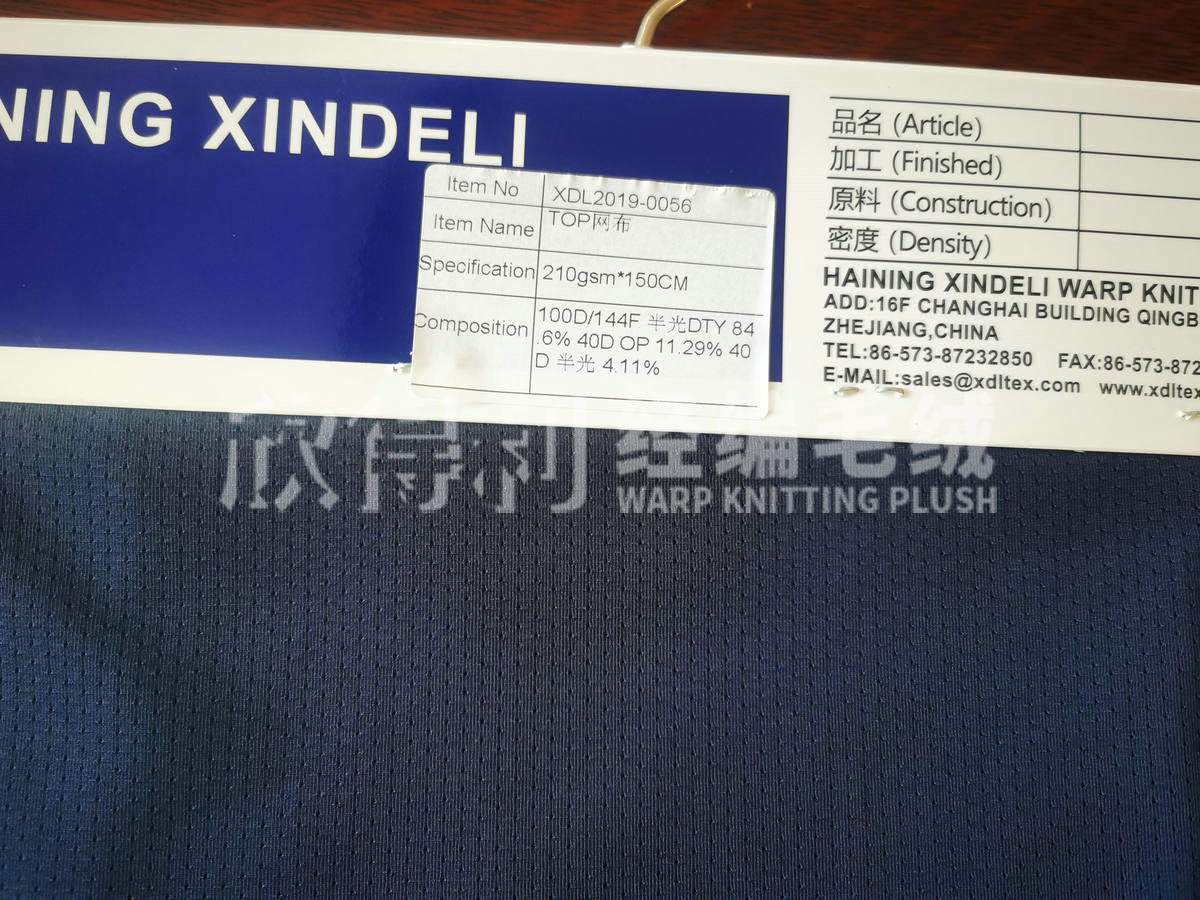 NING XINDELI
Item No XDL2019-0056
Item Name TOP网布
Specification 210gsm*150CM
Composition 100D/144F 半光DTY 84
.6% 40D OP 11.29% 40
D 半光 4.11%
品名 (Article)
加工 (Finished)
原料 (Construction)
密度 (Density)
HAINING XINDELI WARP KNIT
ADD:16F CHANGHAI BUILDING QINGB
ZHEJIANG,CHINA
TEL:86-573-87232850 FAX:86-573-872
E-MAIL:sales@xdltex.com www.xdltex
欣得利 经编毛绒
WARP KNITTING PLUSH